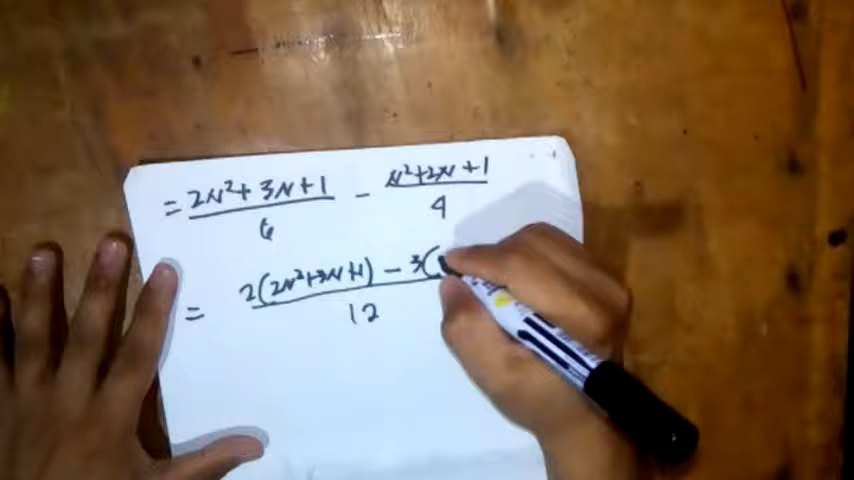 = 2N²+3N+1/6 - N²+2N+1/4
= 2(2N²+3N+1) - 3(/12